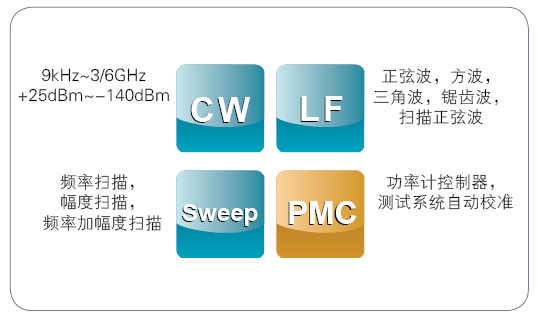 9kHz~3/6GHz
+25dBm~-140dBm
CW
LF
正弦波，方波，
三角波，锯齿波，
扫描正弦波
频率扫描，
幅度扫描，
频率加幅度扫描
Sweep
PMC
功率计控制器，
测试系统自动校准